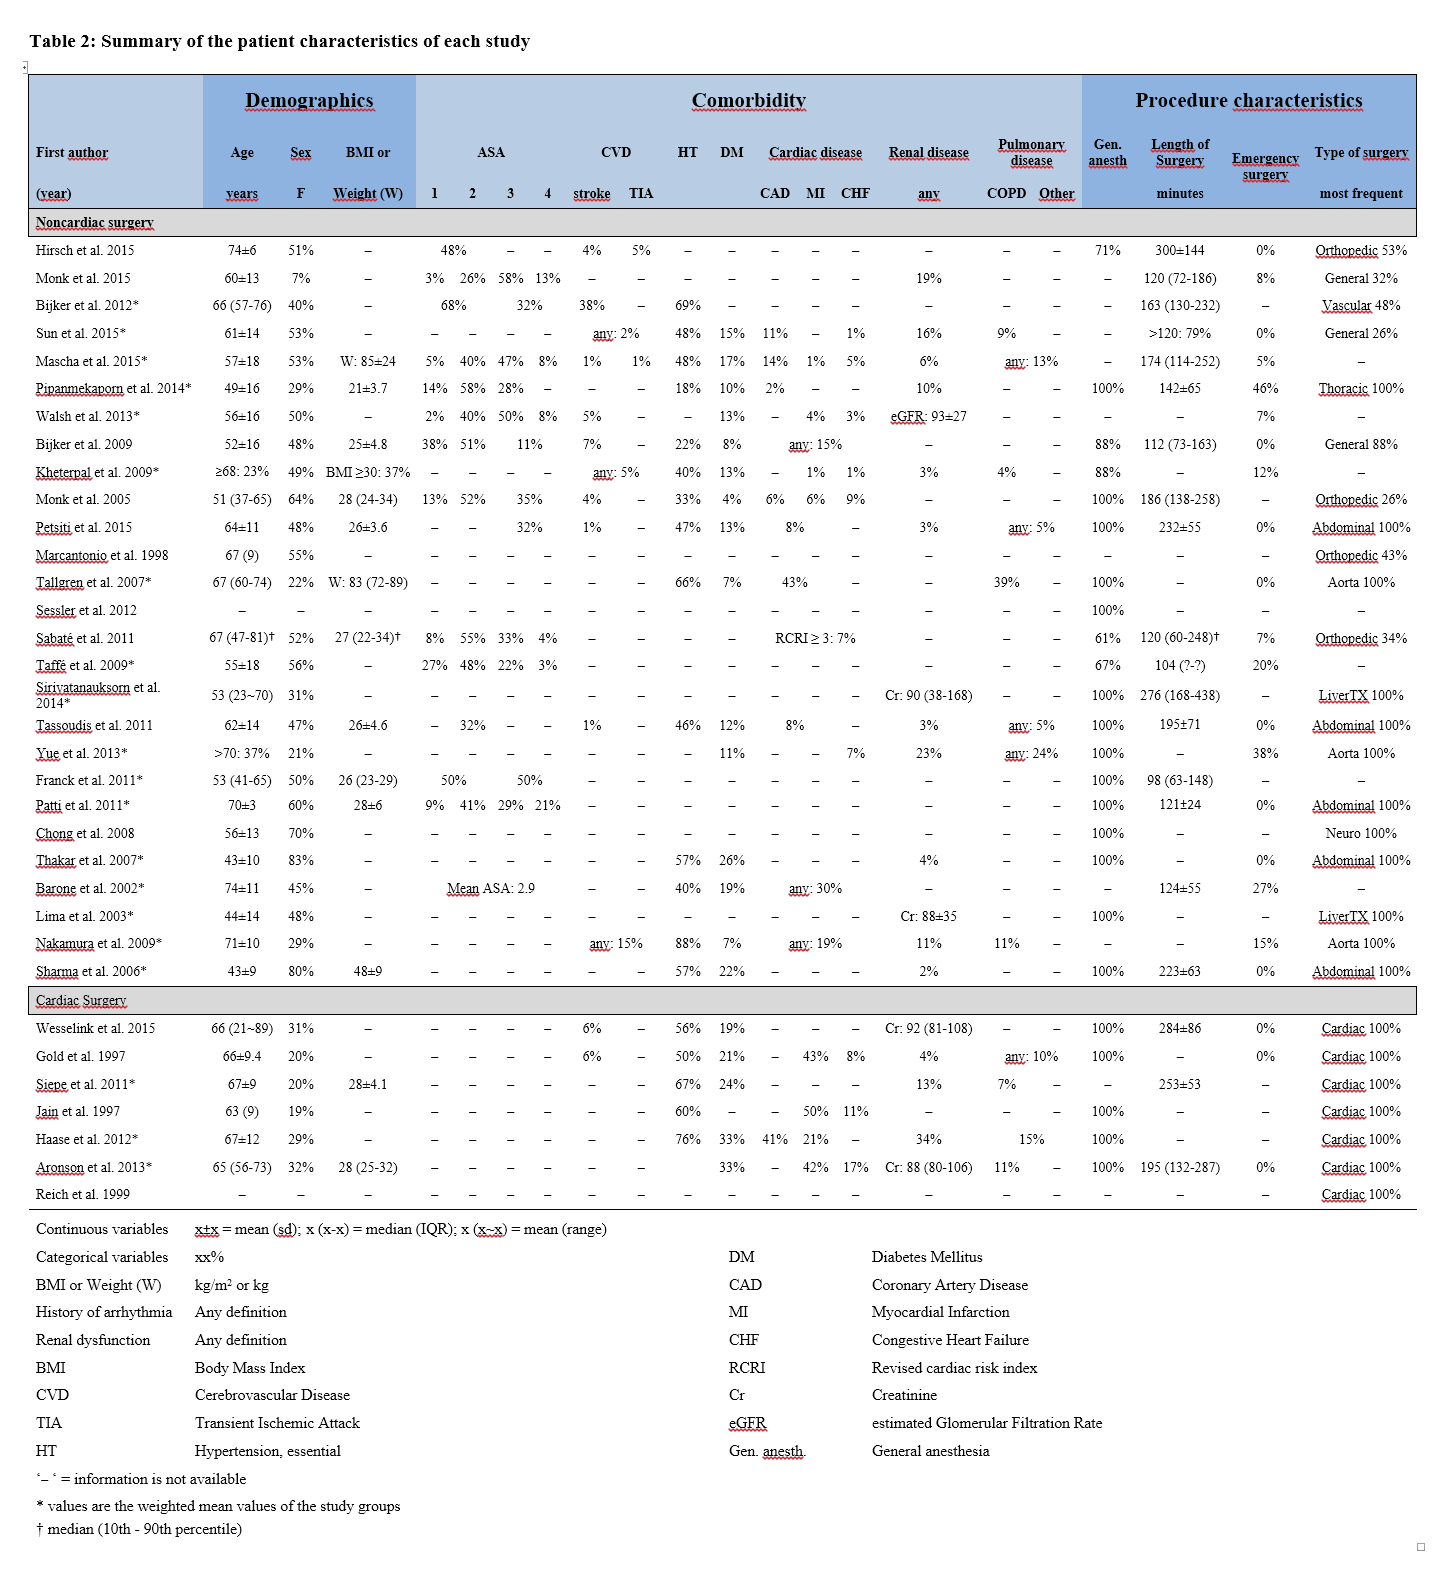 Table 2: Summary of the patient characteristics of each study
Demographics Comorbidity Procedure characteristics
First author Age Sex BMI or ASA CVD HT DM Cardiac disease Renal disease Pulmonary disease Gen. anesth Length of Surgery Emergency surgery Type of surgery
(year) years F Weight (W) 1 2 3 4 stroke TIA CAD MI CHF any COPD Other minutes most frequent
Noncardiac surgery
Hirsch et al. 2015 74±6 51% – 48% – – 4% 5% – – – – – – – – 71% 300±144 0% Orthopedic 53%
Monk et al. 2015 60±13 7% – 3% 26% 58% 13% – – – – – – – 19% – – – 120 (72-186) 8% General 32%
Bijker et al. 2012* 66 (57-76) 40% – 68% 32% 38% – 69% – – – – – – – – 163 (130-232) – Vascular 48%
Sun et al. 2015* 61±14 53% – – – – – any: 2% 48% 15% 11% – 1% 16% 9% – – >120: 79% 0% General 26%
Mascha et al. 2015* 57±18 53% W: 85±24 5% 40% 47% 8% 1% 1% 48% 17% 14% 1% 5% 6% any: 13% – 174 (114-252) 5% –
Pipanmekaporn et al. 2014* 49±16 29% 21±3.7 14% 58% 28% – – – 18% 10% 2% – – 10% – – 100% 142±65 46% Thoracic 100%
Walsh et al. 2013* 56±16 50% – 2% 40% 50% 8% 5% – – 13% – 4% 3% eGFR: 93±27 – – – – 7% –
Bijker et al. 2009 52±16 48% 25±4.8 38% 51% 11% 7% – 22% 8% any: 15% – – – 88% 112 (73-163) 0% General 88%
Kheterpal et al. 2009* ≥68: 23% 49% BMI ≥30: 37% – – – – any: 5% 40% 13% – 1% 1% 3% 4% – 88% – 12% –
Monk et al. 2005 51 (37-65) 64% 28 (24-34) 13% 52% 35% 4% – 33% 4% 6% 6% 9% – – – 100% 186 (138-258) – Orthopedic 26%
Petsiti et al. 2015 64±11 48% 26±3.6 – – 32% 1% – 47% 13% 8% – 3% any: 5% 100% 232±55 0% Abdominal 100%
Marcantonio et al. 1998 67 (9) 55% – – – – – – – – – – – – – – – – – – Orthopedic 43%
Tallgren et al. 2007* 67 (60-74) 22% W: 83 (72-89) – – – – – – 66% 7% 43% – – 39% – 100% – 0% Aorta 100%
Sessler et al. 2012 – – – – – – – – – – – – – – – – – 100% – – –
Sabaté et al. 2011 67 (47-81)† 52% 27 (22-34)† 8% 55% 33% 4% – – – – RCRI ≥ 3: 7% – – – 61% 120 (60-248)† 7% Orthopedic 34%
Taffé et al. 2009* 55±18 56% – 27% 48% 22% 3% – – – – – – – – – – 67% 104 (?-?) 20% –
Sirivatanauksorn et al.
2014* 53 (23~70) 31% – – – – – – – – – – – – Cr: 90 (38-168) – – 100% 276 (168-438) – LiverTX 100%
Tassoudis et al. 2011 62±14 47% 26±4.6 – 32% – – 1% – 46% 12% 8% – 3% any: 5% 100% 195±71 0% Abdominal 100%
Yue et al. 2013* >70: 37% 21% – – – – – – – – 11% – – 7% 23% any: 24% 100% – 38% Aorta 100%
Franck et al. 2011* 53 (41-65) 50% 26 (23-29) 50% 50% – – – – – – – – – – 100% 98 (63-148) – –
Patti et al. 2011* 70±3 60% 28±6 9% 41% 29% 21% – – – – – – – – – – 100% 121±24 0% Abdominal 100%
Chong et al. 2008 56±13 70% – – – – – – – – – – – – – – – 100% – – Neuro 100%
Thakar et al. 2007* 43±10 83% – – – – – – – 57% 26% – – – 4% – – 100% – 0% Abdominal 100%
Barone et al. 2002* 74±11 45% – Mean ASA: 2.9 – – 40% 19% any: 30% – – – – 124±55 27% –
Lima et al. 2003* 44±14 48% – – – – – – – – – – – – Cr: 88±35 – – 100% – – LiverTX 100%
Nakamura et al. 2009* 71±10 29% – – – – – any: 15% 88% 7% any: 19% 11% 11% – – – 15% Aorta 100%
Sharma et al. 2006* 43±9 80% 48±9 – – – – – – 57% 22% – – – 2% – – 100% 223±63 0% Abdominal 100%
Cardiac Surgery
Wesselink et al. 2015 66 (21~89) 31% – – – – – 6% – 56% 19% – – – Cr: 92 (81-108) – – 100% 284±86 0% Cardiac 100%
Gold et al. 1997 66±9.4 20% – – – – – 6% – 50% 21% – 43% 8% 4% any: 10% 100% – 0% Cardiac 100%
Siepe et al. 2011* 67±9 20% 28±4.1 – – – – – – 67% 24% – – – 13% 7% – – 253±53 – Cardiac 100%
Jain et al. 1997 63 (9) 19% – – – – – – – 60% – – 50% 11% – – – 100% – – Cardiac 100%
Haase et al. 2012* 67±12 29% – – – – – – – 76% 33% 41% 21% – 34% 15% 100% – – Cardiac 100%
Aronson et al. 2013* 65 (56-73) 32% 28 (25-32) – – – – – – 33% – 42% 17% Cr: 88 (80-106) 11% – 100% 195 (132-287) 0% Cardiac 100%
Reich et al. 1999 – – – – – – – – – – – – – – – – – – – – Cardiac 100%
Continuous variables x±x = mean (sd); x (x-x) = median (IQR); x (x~x) = mean (range)
Categorical variables xx% DM Diabetes Mellitus
BMI or Weight (W) kg/m² or kg CAD Coronary Artery Disease
History of arrhythmia Any definition MI Myocardial Infarction
Renal dysfunction Any definition CHF Congestive Heart Failure
BMI Body Mass Index RCRI Revised cardiac risk index
CVD Cerebrovascular Disease Cr Creatinine
TIA Transient Ischemic Attack eGFR estimated Glomerular Filtration Rate
HT Hypertension, essential Gen. anesth. General anesthesia
‘– ‘ = information is not available
* values are the weighted mean values of the study groups
† median (10th - 90th percentile)